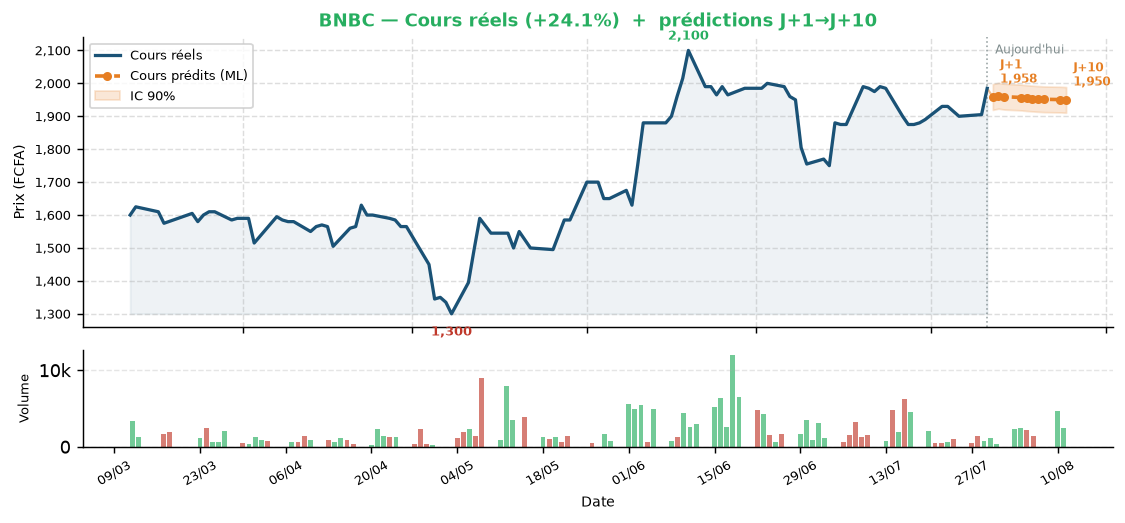 BNBC — Cours réels (+24.1%)  +  prédictions J+1→J+10
2,100
Cours réels
Cours prédits (ML)
IC 90%
Aujourd'hui
J+1
1,958
J+10
1,950
2,100
2,000
1,900
1,800
1,700
1,600
1,500
1,400
1,300
Prix (FCFA)
1,300
10k
0
Volume
09/03
23/03
06/04
20/04
04/05
18/05
01/06
15/06
29/06
13/07
27/07
10/08
Date